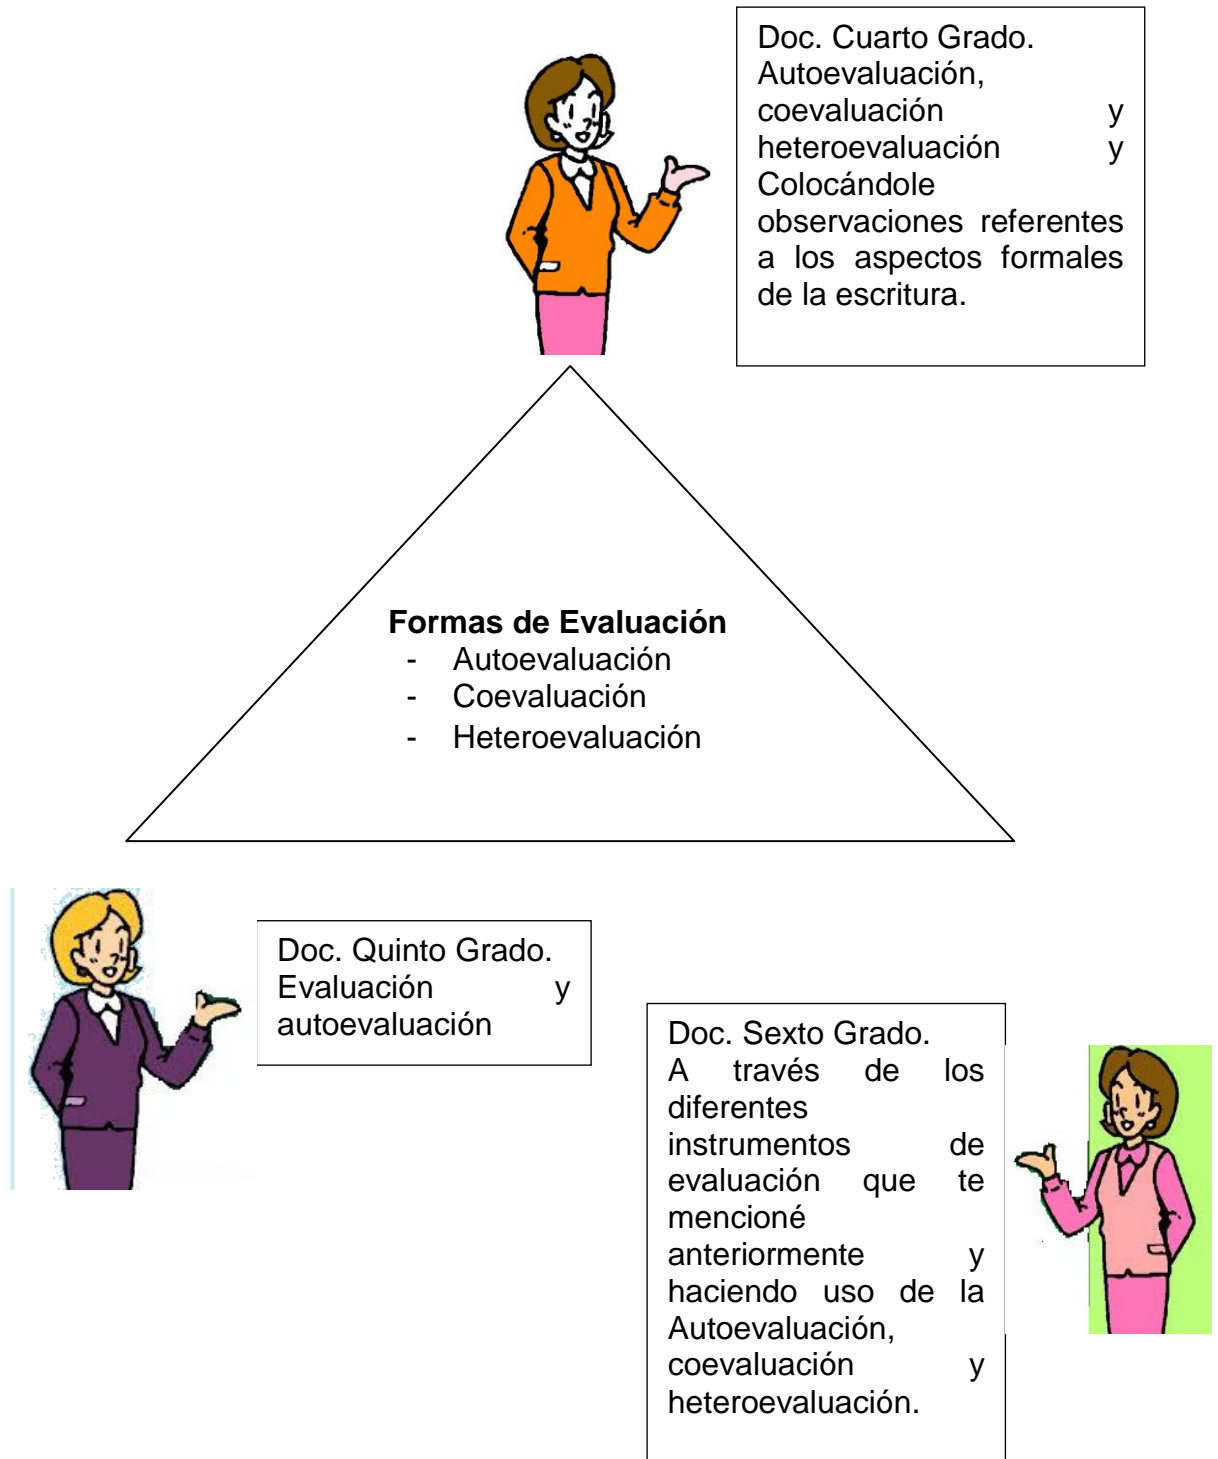 Doc. Cuarto Grado.
Autoevaluación,
coevaluación y
heteroevaluación y
Colocándole
observaciones referentes
a los aspectos formales
de la escritura.
Formas de Evaluación
- Autoevaluación
- Coevaluación
- Heteroevaluación
Doc. Quinto Grado.
Evaluación y
autoevaluación
Doc. Sexto Grado.
A través de los
diferentes
instrumentos de
evaluación que te
mencioné
anteriormente y
haciendo uso de la
Autoevaluación,
coevaluación y
heteroevaluación.